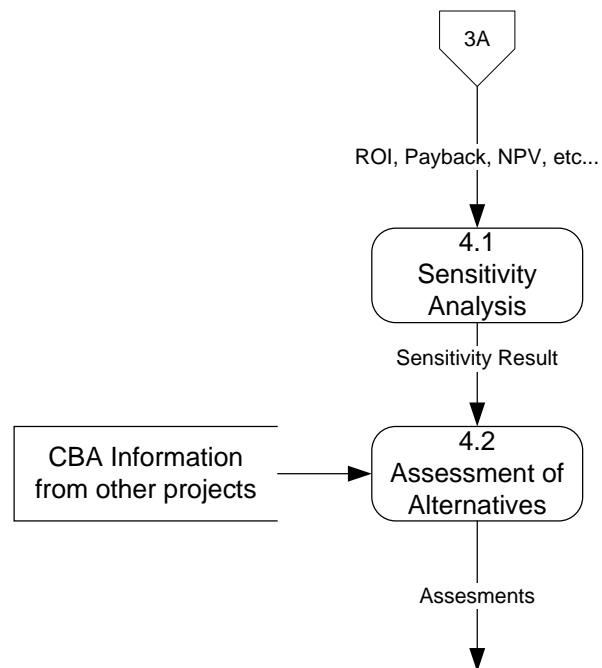 3A
ROI, Payback, NPV, etc...
4.1
Sensitivity
Analysis
Sensitivity Result
CBA Information
from other projects
4.2
Assessment of
Alternatives
Assesments